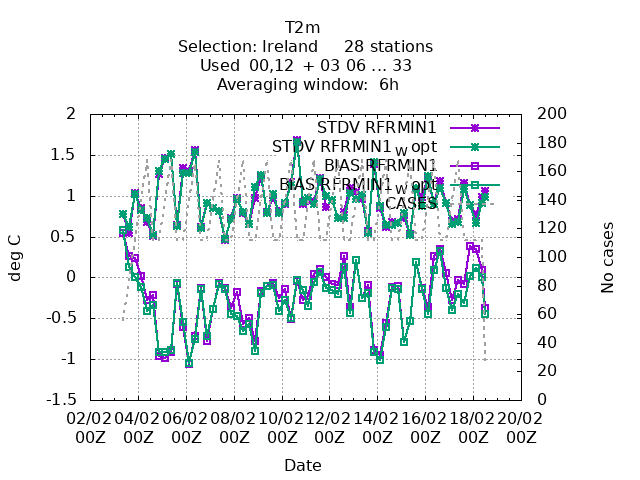 T2m
Selection: Ireland 28 stations
Used 00,12 + 03 06 ... 33
Averaging window: 6h
STDV RFRMIN1
STDV RFRMIN1w opt
BIAS RFRMIN1
BIAS RFRMIN1w opt
CASES
deg C
2
1.5
1
0.5
0
-0.5
-1
-1.5
No cases
200
180
160
140
120
100
80
60
40
20
0
02/02 04/02 06/02 08/02 10/02 12/02 14/02 16/02 18/02 20/02
00Z 00Z 00Z 00Z 00Z 00Z 00Z 00Z 00Z 00Z
Date